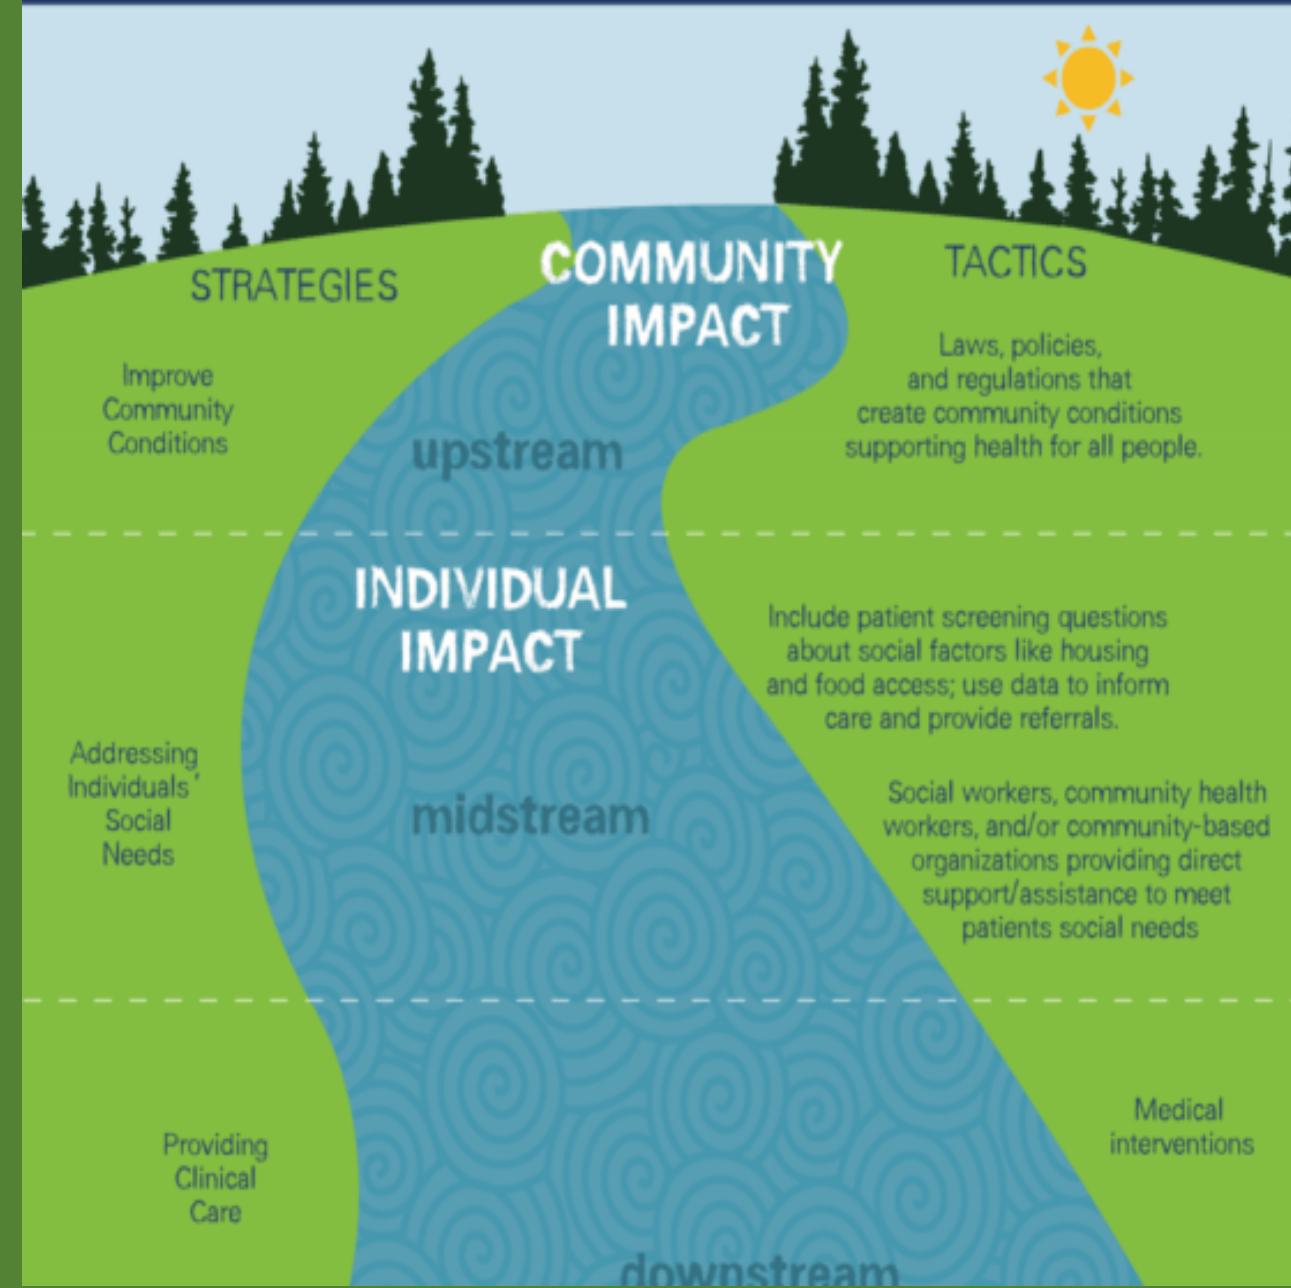 STRATEGIES
COMMUNITY
IMPACT
TACTICS
Improve
Community
Conditions
upstream
Laws, policies,
and regulations that
create community conditions
supporting health for all people.
INDIVIDUAL
IMPACT
Addressing
Individuals'
Social
Needs
midstream
Include patient screening questions
about social factors like housing
and food access; use data to inform
care and provide referrals.
Social workers, community health
workers, and/or community-based
organizations providing direct
support/assistance to meet
patients social needs
Providing
Clinical
Care
downstream
Medical
interventions